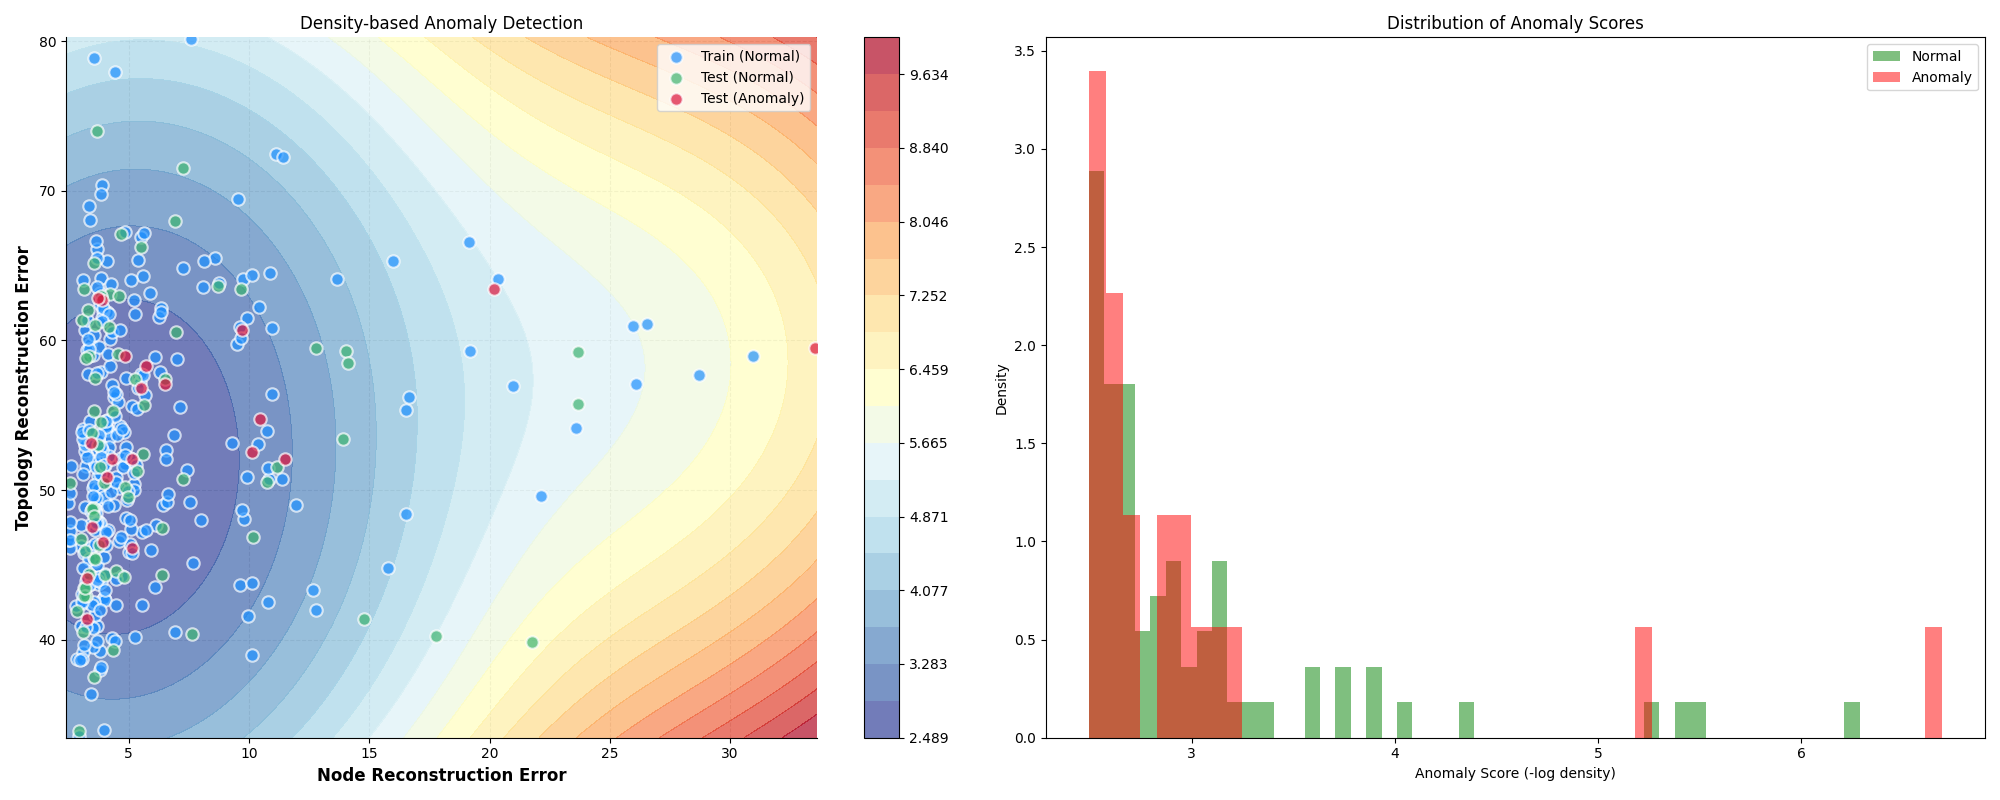 Density-based Anomaly Detection
Train (Normal)
Test (Normal)
Test (Anomaly)
Topology Reconstruction Error
80
70
60
50
40
5 10 15 20 25 30
Node Reconstruction Error
9.634
8.840
8.046
7.252
6.459
5.665
4.871
4.077
3.283
2.489
Distribution of Anomaly Scores
Normal
Anomaly
Density
3.5
3.0
2.5
2.0
1.5
1.0
0.5
0.0
3 4 5 6
Anomaly Score (-log density)